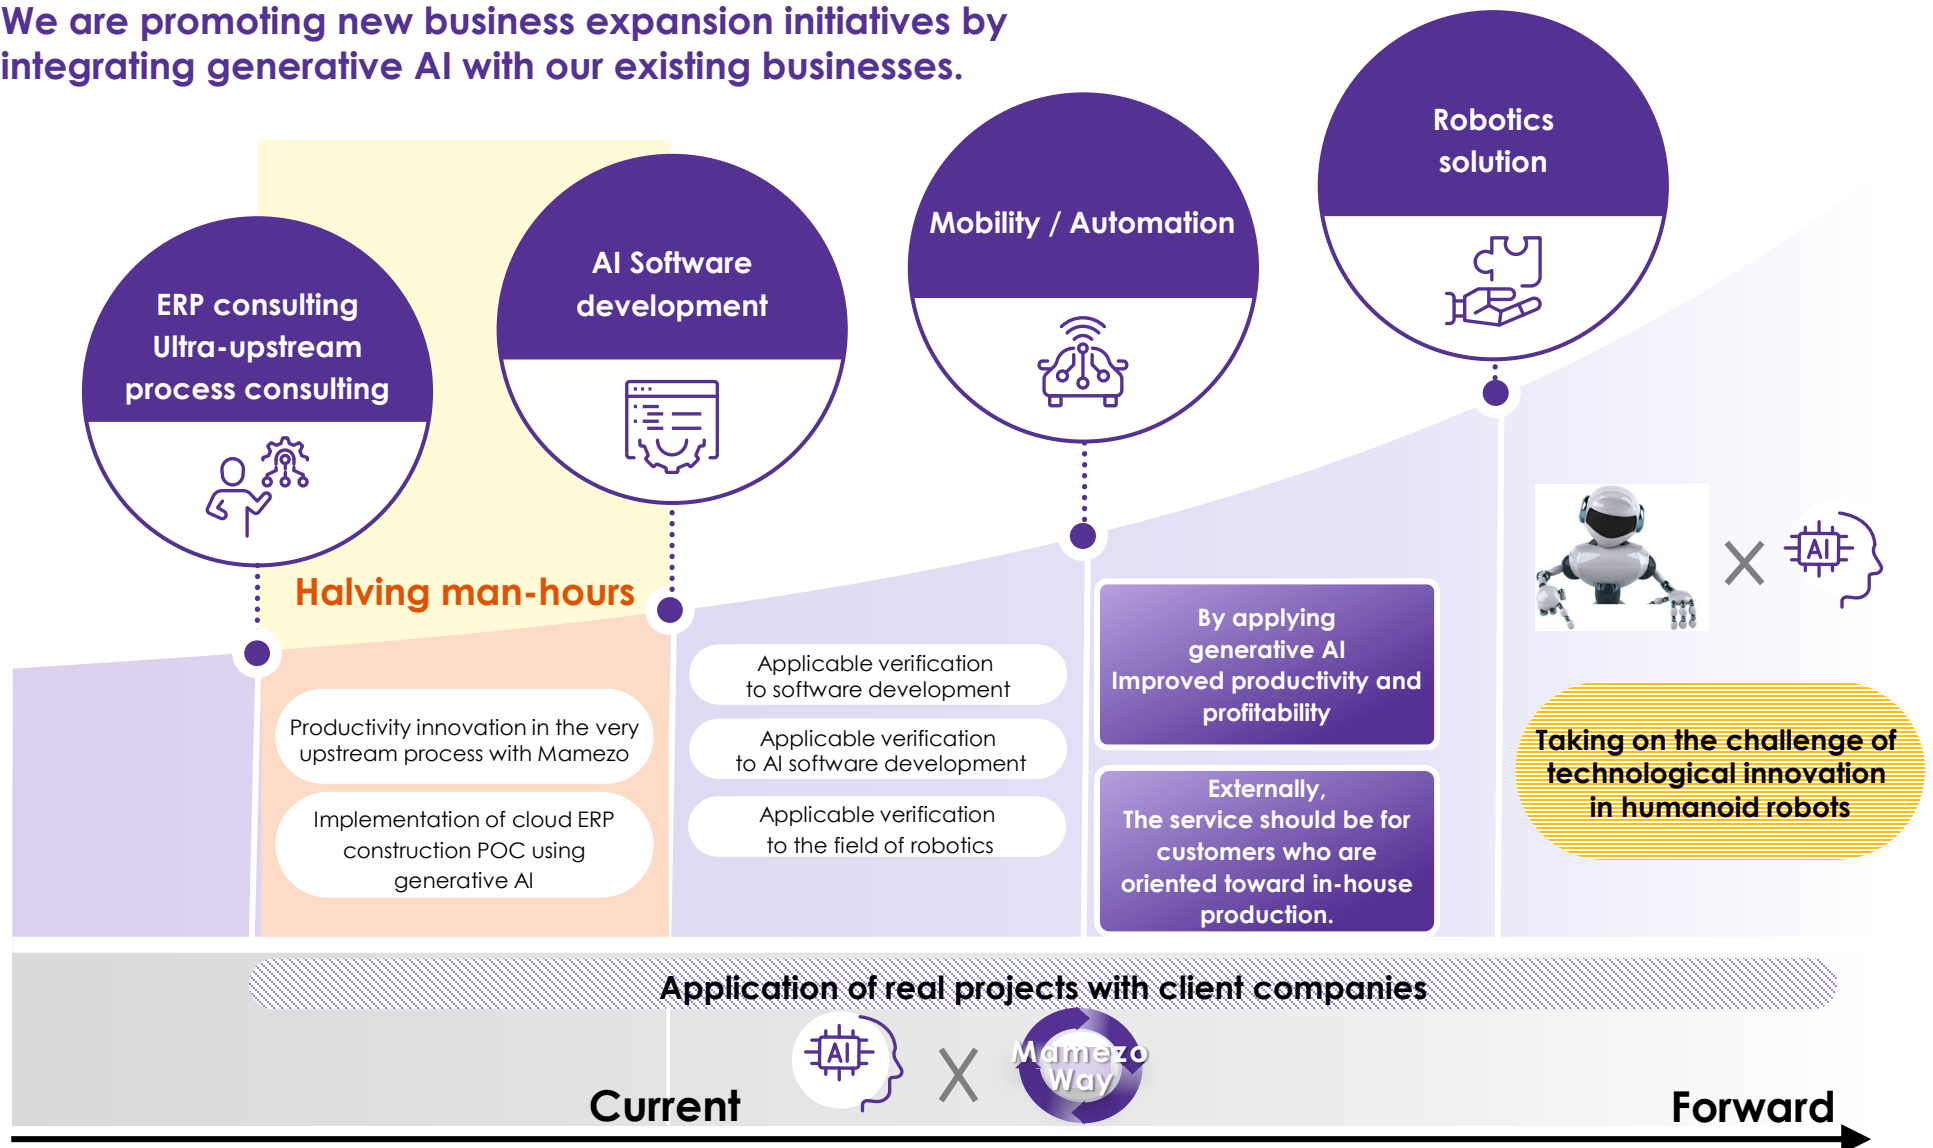 We are promoting new business expansion initiatives by
integrating generative AI with our existing businesses.
ERP consulting
Ultra-upstream
process consulting
AI Software
development
Mobility / Automation
Robotics
solution
Halving man-hours
Productivity innovation in the very
upstream process with Mamezo
Implementation of cloud ERP
construction POC using
generative AI
Applicable verification
to software development
Applicable verification
to AI software development
Applicable verification
to the field of robotics
By applying
generative AI
Improved productivity and
profitability
Externally,
The service should be for
customers who are
oriented toward in-house
production.
X
AI
Taking on the challenge of
technological innovation
in humanoid robots
Application of real projects with client companies
AI
X
Mamezo
Way
Current
Forward